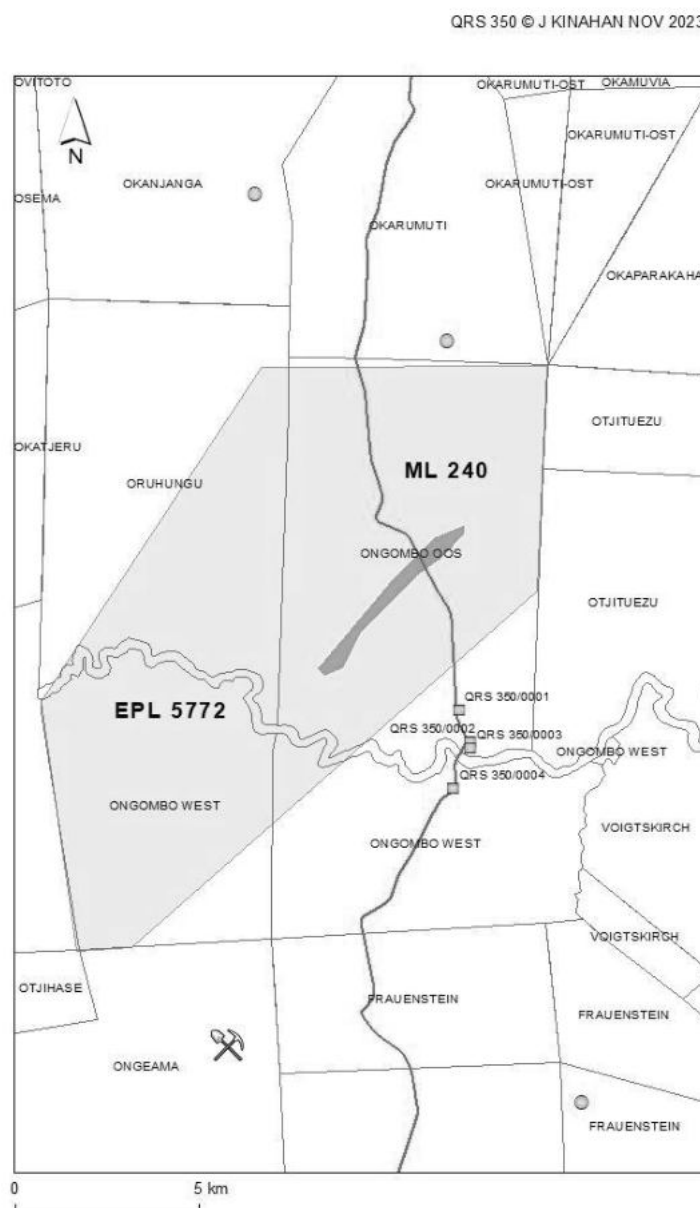 QRS 350 © J KINAHAN NOV 2023
OVITOTO
OKARUMUTI-OST
OKAMUVIA
OKARUMUTI-OST
N
OKANJANGA
OKARUMUTI-OST
OSEMA
OKARUMUTI
OKAPARAKAHA
OTJITUEZU
OKATJERU
ML 240
ORUHUNGU
ONGOMBO OOS
OTJITUEZU
QRS 350/0001
EPL 5772
QRS 350/0002
QRS 350/0003
ONGOMBO WEST
QRS 350/0004
ONGOMBO WEST
VOIGTSKIRCH
ONGOMBO WEST
VOIGTSKIRCH
OTJIHASE
FRAUENSTEIN
FRAUENSTEIN
ONGEAMA
FRAUENSTEIN
0
5 km